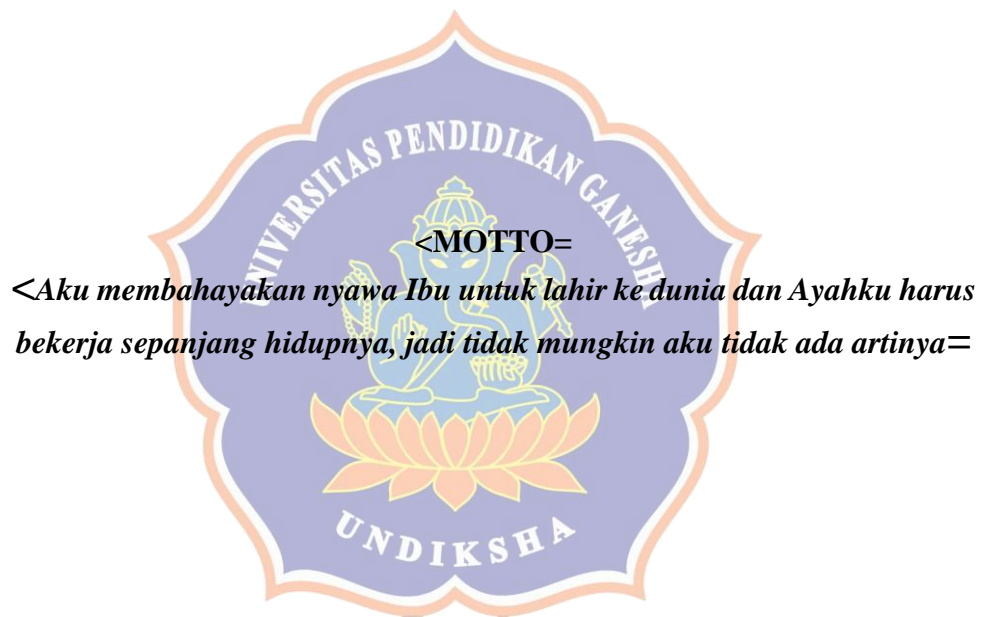 UNIVERSITAS PENDIDIKAN GANESHA
<MOTTO=
<Aku membahayakan nyawa Ibu untuk lahir ke dunia dan Ayahku harus
bekerja sepanjang hidupnya, jadi tidak mungkin aku tidak ada artinya=
UNDIKSHA